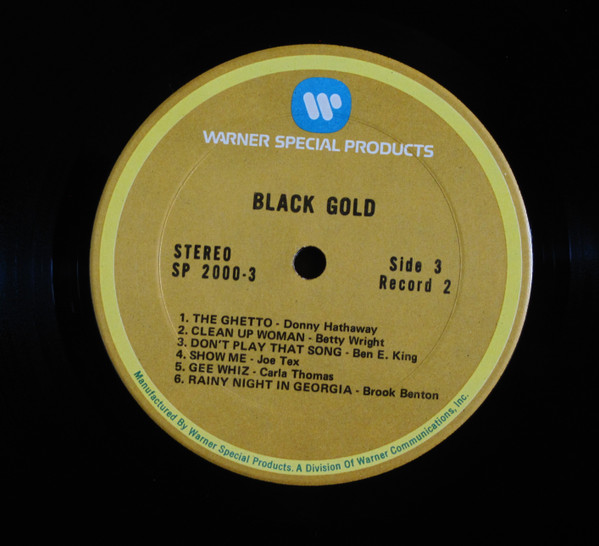 WARNER SPECIAL PRODUCTS
BLACK GOLD
STEREO
SP 2000-3
Side 3
Record 2
1. THE GHETTO - Donny Hathaway
2. CLEAN UP WOMAN - Betty Wright
3. DON'T PLAY THAT SONG - Ben E. King
4. SHOW ME - Joe Tex
5. GEE WHIZ - Carla Thomas
6. RAINY NIGHT IN GEORGIA - Brook Benton
Manufactured By Warner Special Products. A Division Of Warner Communications, Inc.